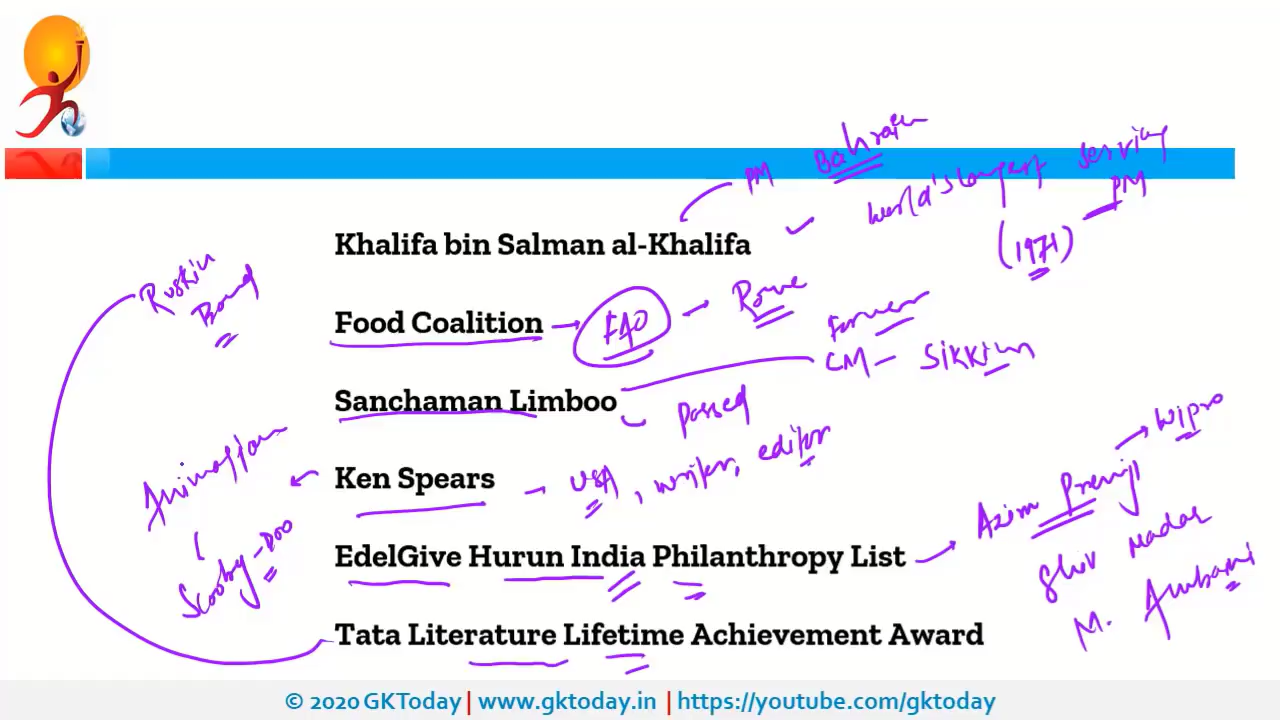 PM Bahrain
world's longest serving PM
Khalifa bin Salman al-Khalifa
(1971)
Ruskin Bond
Food Coalition
FAO
Rome
Former
CM - Sikkim
Sanchaman Limboo
passed
Wipro
Ken Spears
USA, writer, editor
Animation
Scooby-Doo
Azim Premji
EdelGive Hurun India Philanthropy List
Shiv Nadar
M. Ambani
Tata Literature Lifetime Achievement Award
© 2020 GKToday | www.gktoday.in | https://youtube.com/gktoday